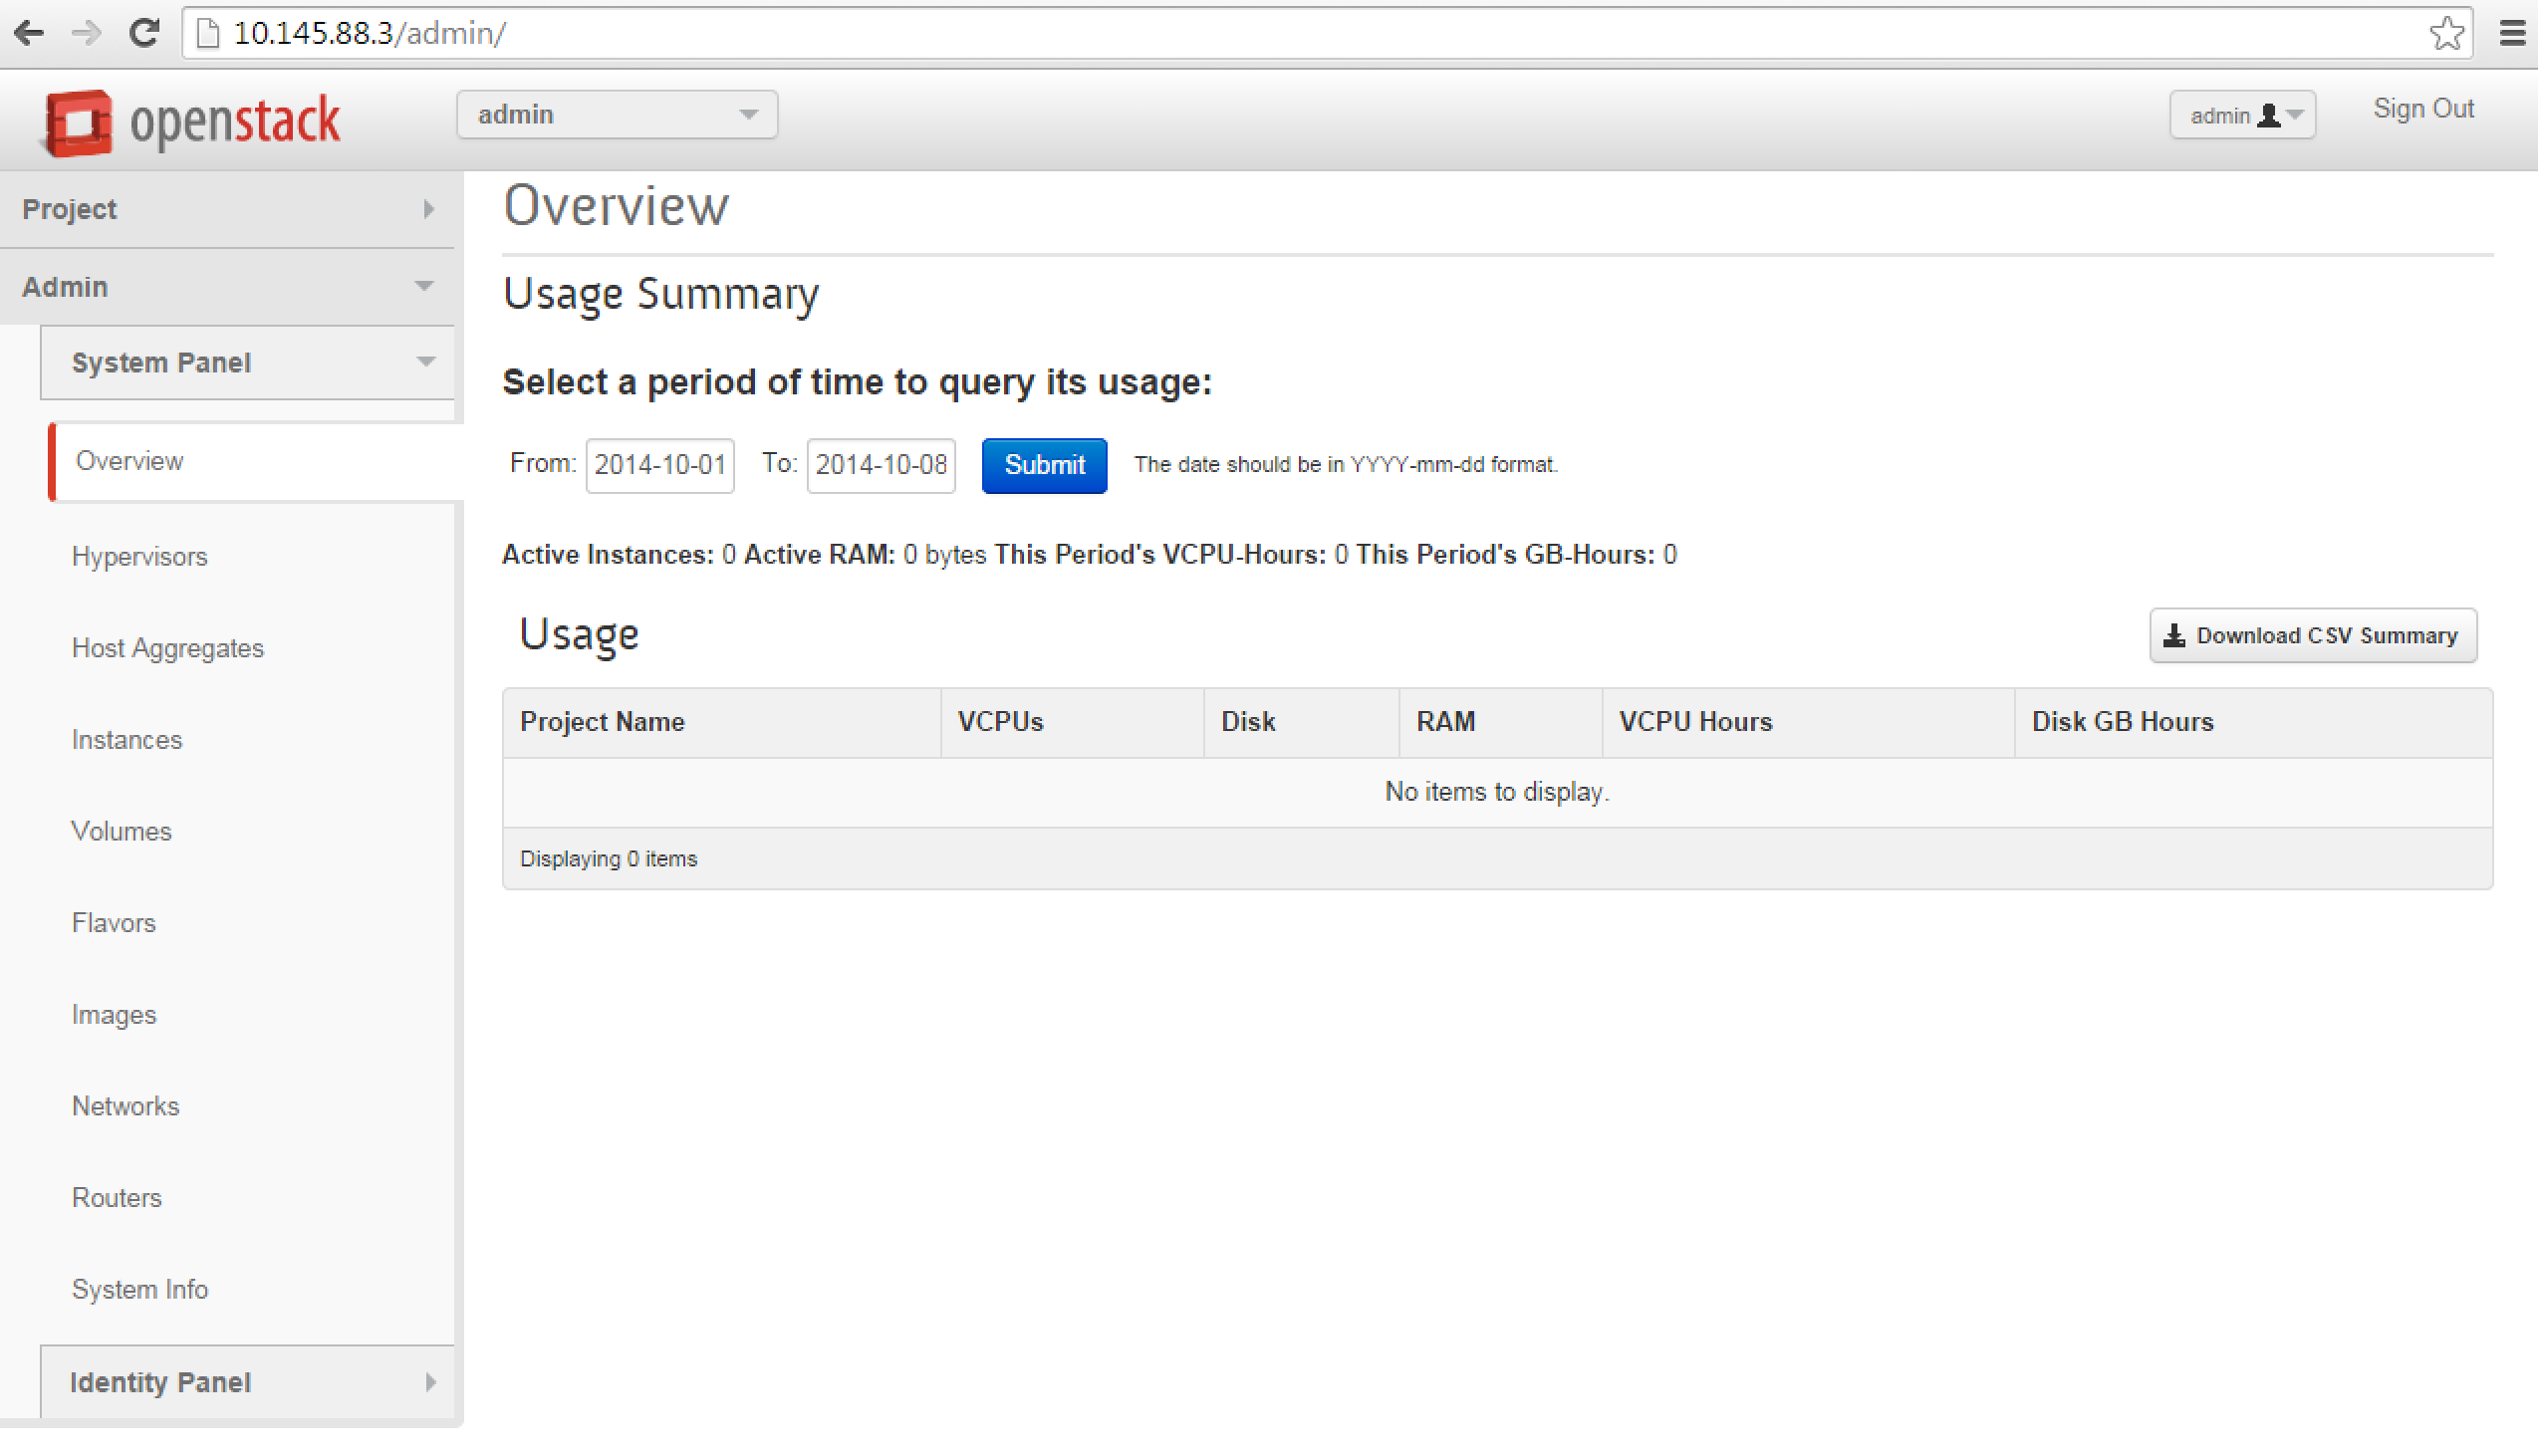 10.145.88.3/admin/
openstack
admin
admin
Sign Out
Project
Admin
System Panel
Overview
Hypervisors
Host Aggregates
Instances
Volumes
Flavors
Images
Networks
Routers
System Info
Identity Panel
Overview
Usage Summary
Select a period of time to query its usage:
From: 2014-10-01 To: 2014-10-08 Submit The date should be in YYYY-mm-dd format.
Active Instances: 0 Active RAM: 0 bytes This Period's VCPU-Hours: 0 This Period's GB-Hours: 0
Usage
Download CSV Summary
Project Name VCPUs Disk RAM VCPU Hours Disk GB Hours
No items to display.
Displaying 0 items